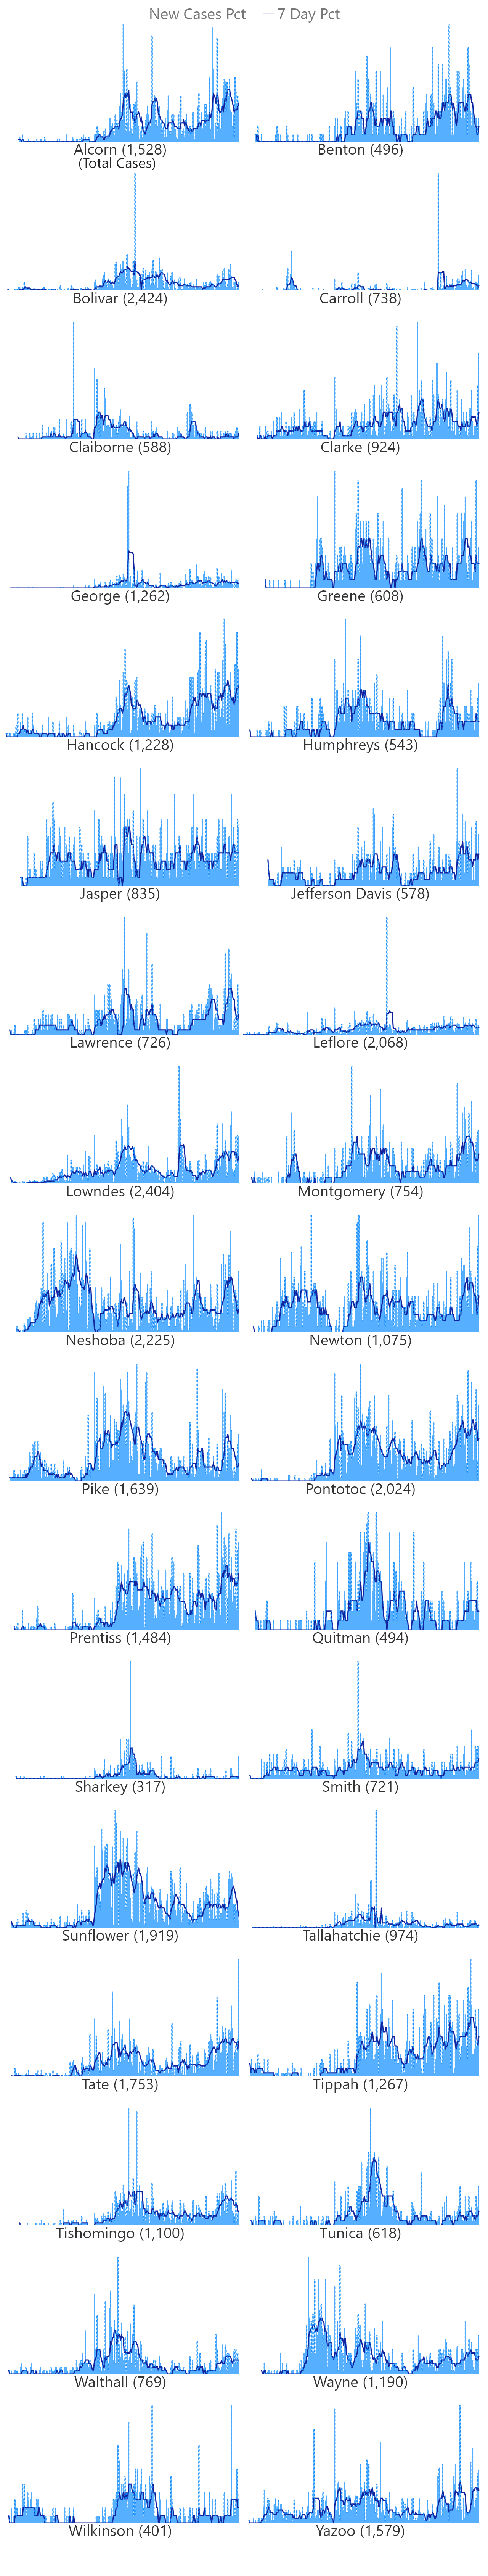 New Cases Pct 7 Day Pct
Alcorn (1,528) Benton (496)
(Total Cases)
Bolivar (2,424) Carroll (738)
Claiborne (588) Clarke (924)
George (1,262) Greene (608)
Hancock (1,228) Humphreys (543)
Jasper (835) Jefferson Davis (578)
Lawrence (726) Leflore (2,068)
Lowndes (2,404) Montgomery (754)
Neshoba (2,225) Newton (1,075)
Pike (1,639) Pontotoc (2,024)
Prentiss (1,484) Quitman (494)
Sharkey (317) Smith (721)
Sunflower (1,919) Tallahatchie (974)
Tate (1,753) Tippah (1,267)
Tishomingo (1,100) Tunica (618)
Walthall (769) Wayne (1,190)
Wilkinson (401) Yazoo (1,579)